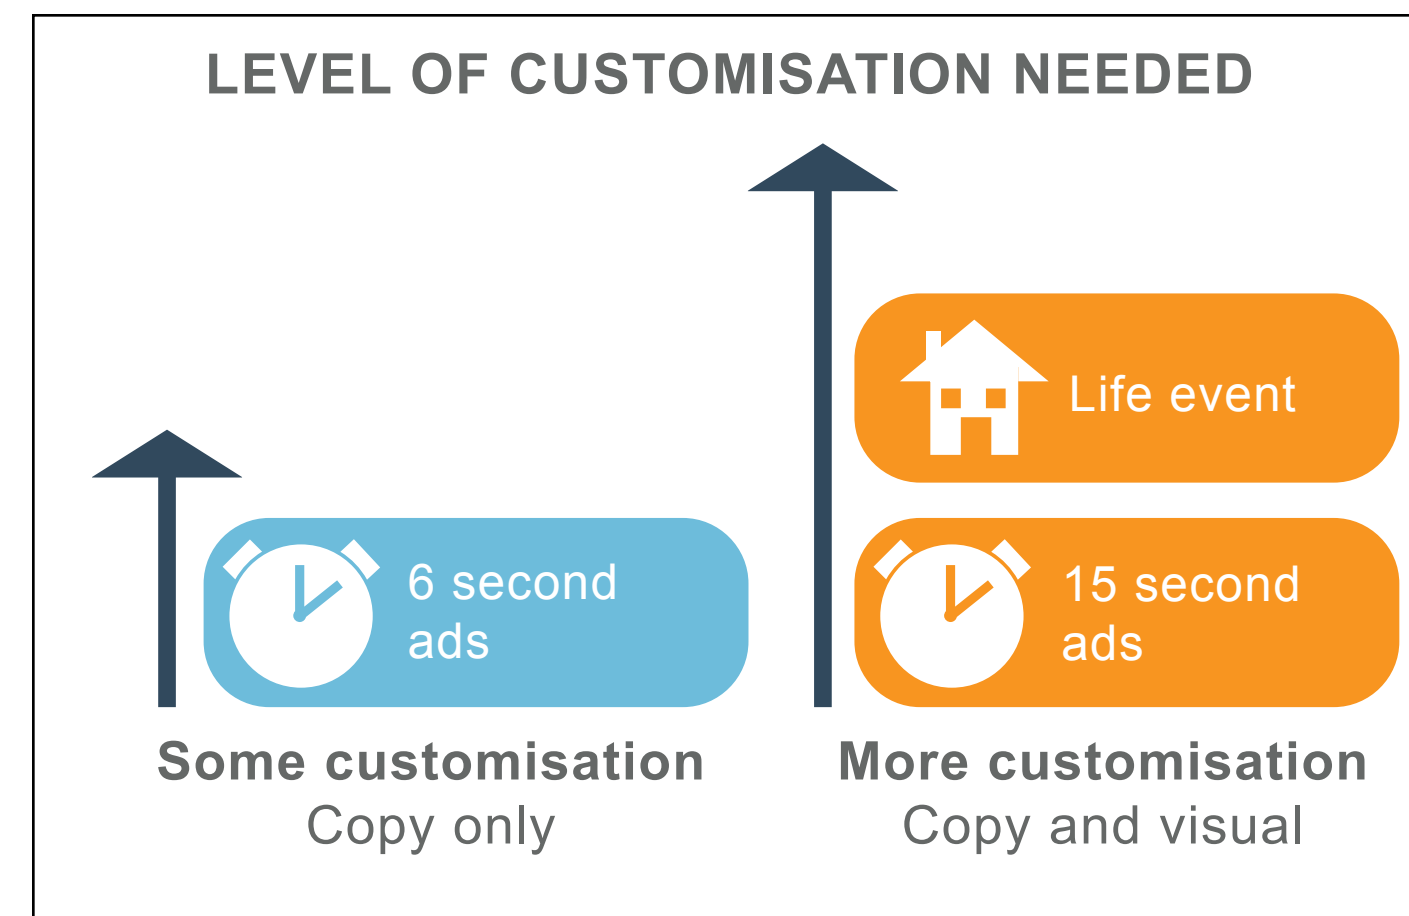 LEVEL OF CUSTOMISATION NEEDED
6 second
ads
Some customisation
Copy only
Life event
15 second
ads
More customisation
Copy and visual